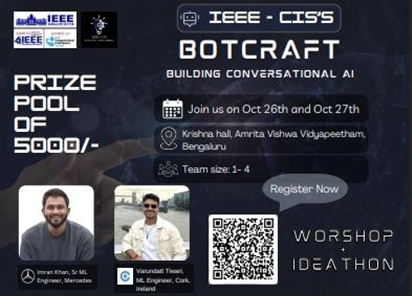 IEEE
IEEE
IEEE - CIS'S
BOTCRAFT
BUILDING CONVERSATIONAL AI
PRIZE
POOL
OF
5000/-
Join us on Oct 26th and Oct 27th
Krishna hall, Amrita Vishwa Vidyapeetham,
Bengaluru
Team size: 1- 4
Register Now
Imran Khan, Sr ML
Engineer, Mercedes
Varundatt Tiwari,
ML Engineer, Cork,
Ireland
WORSHOP
+
IDEATHON